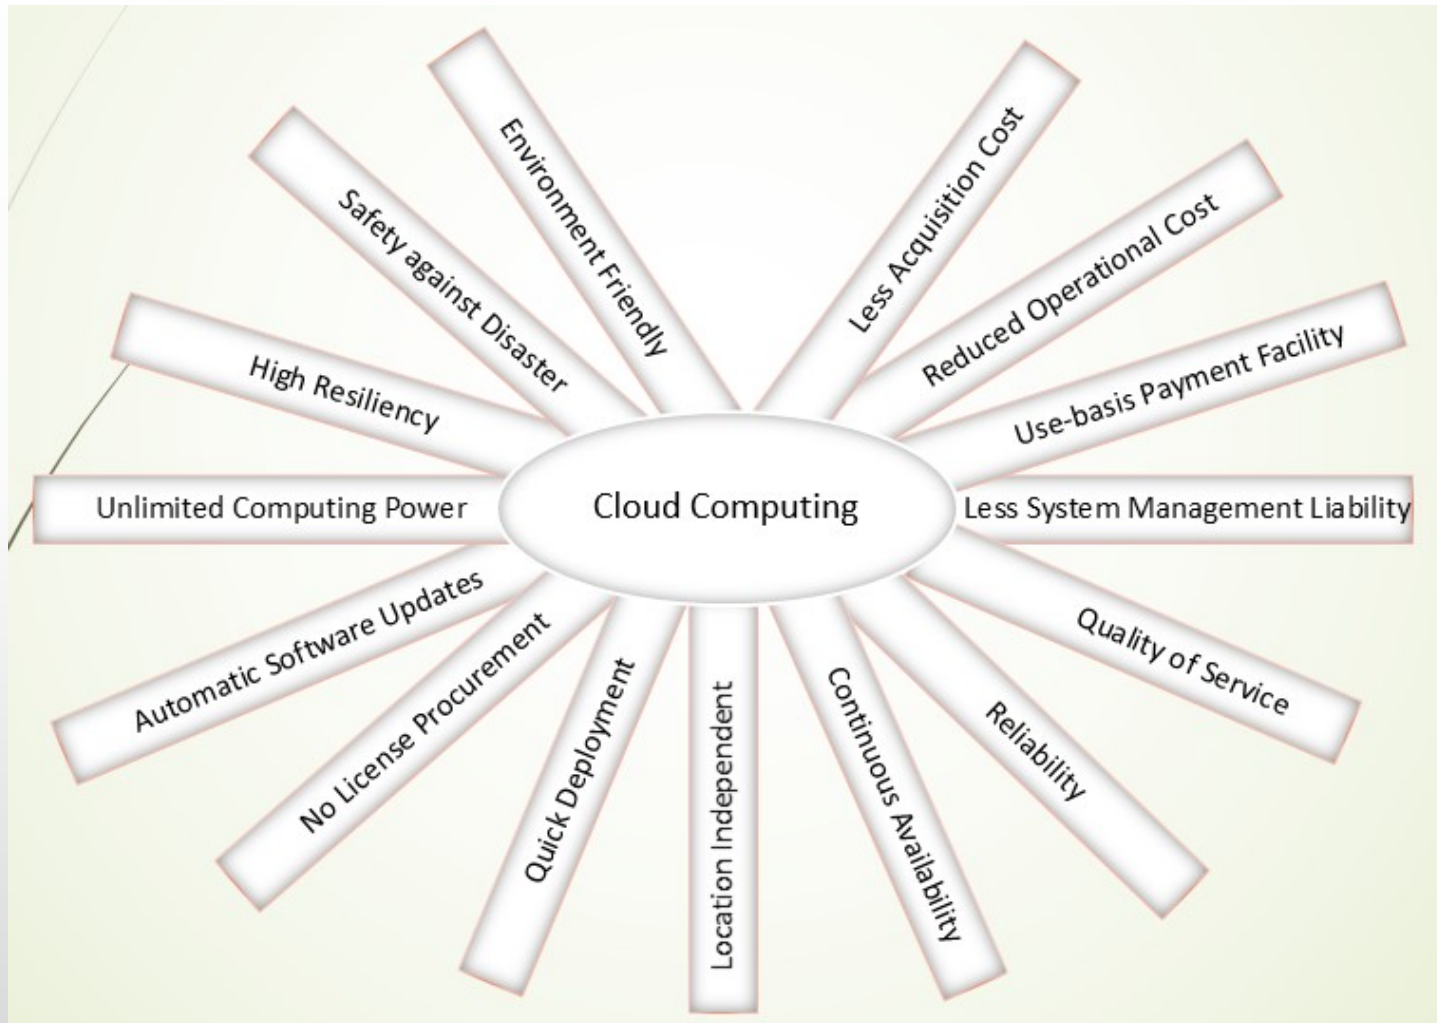 Cloud Computing
Less Acquisition Cost
Reduced Operational Cost
Use-basis Payment Facility
Less System Management Liability
Quality of Service
Reliability
Continuous Availability
Location Independent
Quick Deployment
No License Procurement
Automatic Software Updates
Unlimited Computing Power
High Resiliency
Safety against Disaster
Environment Friendly